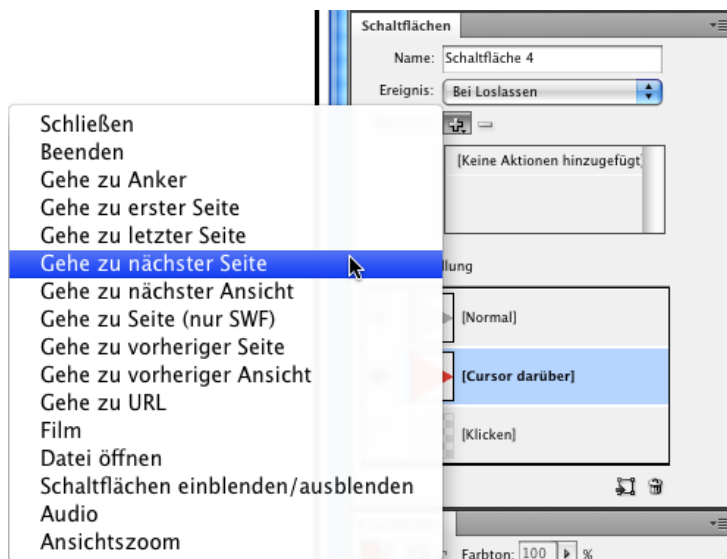 Schaltflächen
Name: Schaltfläche 4
Ereignis: Bei Loslassen
[Keine Aktionen hinzugefügt]
llung
[Normal]
[Cursor darüber]
[Klicken]
Farbton: 100 %
Schließen
Beenden
Gehe zu Anker
Gehe zu erster Seite
Gehe zu letzter Seite
Gehe zu nächster Seite
Gehe zu nächster Ansicht
Gehe zu Seite (nur SWF)
Gehe zu vorheriger Seite
Gehe zu vorheriger Ansicht
Gehe zu URL
Film
Datei öffnen
Schaltflächen einblenden/ausblenden
Audio
Ansichtszoom